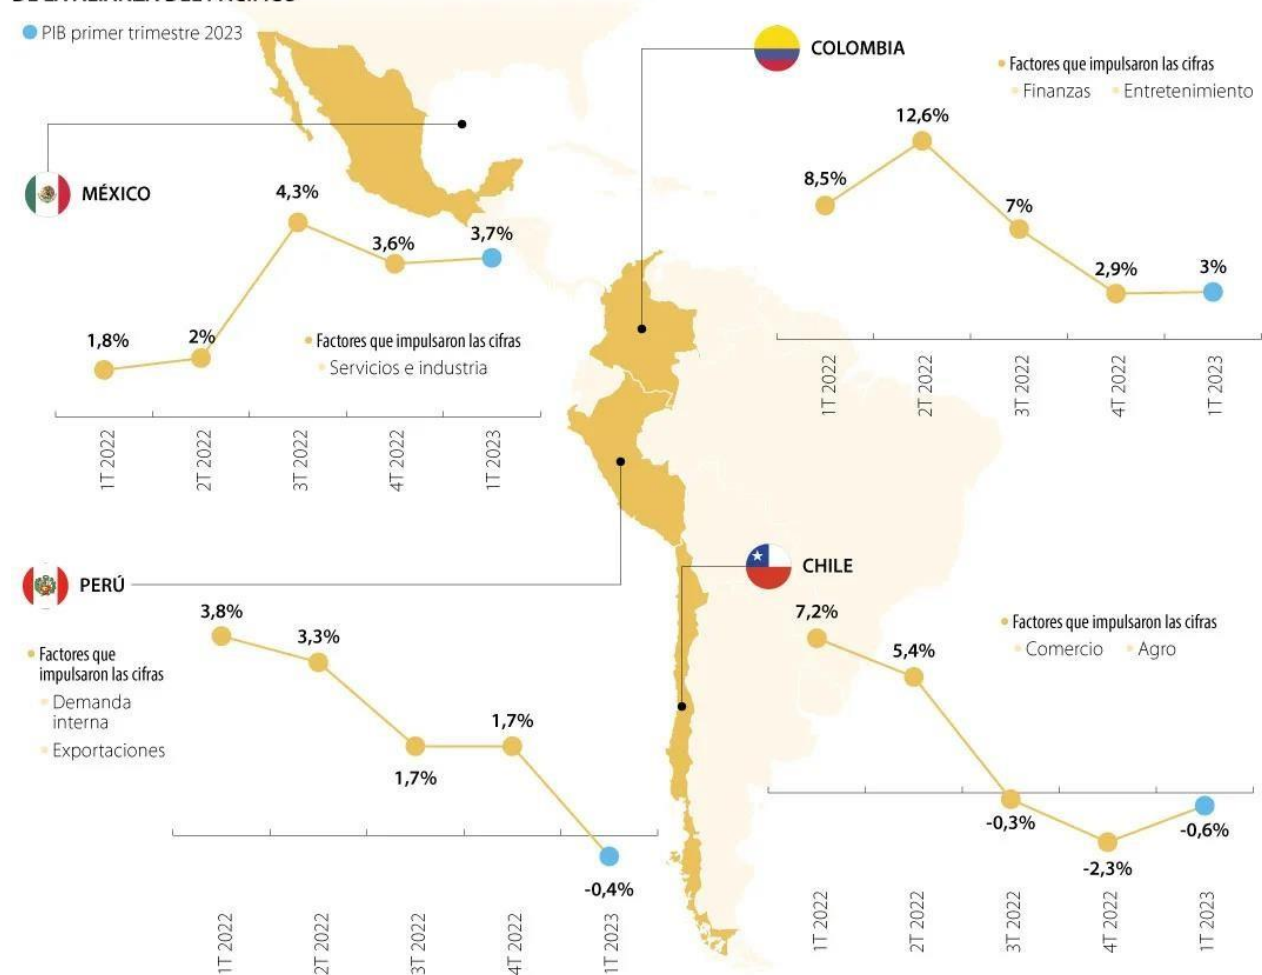 DE LA ALIANZA DEL PACÍFICO
PIB primer trimestre 2023
MÉXICO
1,8%
2%
4,3%
3,6%
3,7%
Factores que impulsaron las cifras
Servicios e industria
1T 2022
2T 2022
3T 2022
4T 2022
1T 2023
COLOMBIA
Factores que impulsaron las cifras
Finanzas
Entretenimiento
8,5%
12,6%
7%
2,9%
3%
1T 2022
2T 2022
3T 2022
4T 2022
1T 2023
PERÚ
Factores que
impulsaron las cifras
Demanda
interna
Exportaciones
3,8%
3,3%
1,7%
1,7%
-0,4%
1T 2022
2T 2022
3T 2022
4T 2022
1T 2023
CHILE
Factores que impulsaron las cifras
Comercio
Agro
7,2%
5,4%
-0,3%
-2,3%
-0,6%
1T 2022
2T 2022
3T 2022
4T 2022
1T 2023